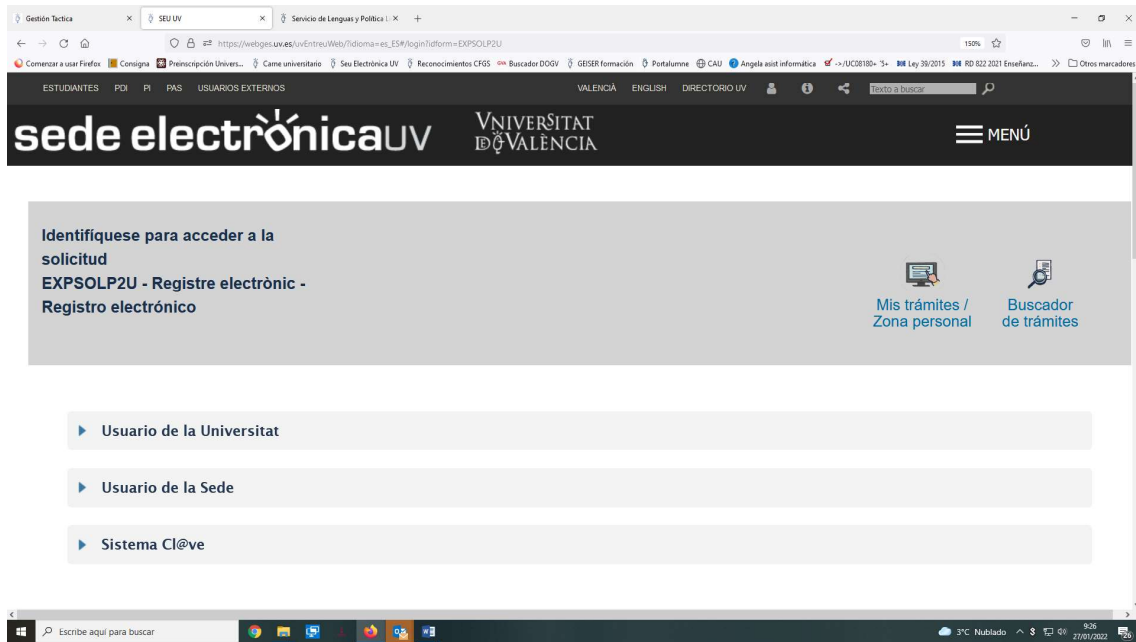 Gestión Tactica
SEU UV
Servicio de Lenguas y Política L
https://webges.uv.es/uvEntreuWeb/?idioma=es_ES#/login?idform=EXPSOLP2U
150%
Comenzar a usar Firefox Consigna Preinscripción Univers... Carne universitario Seu Electrònica UV Reconocimientos CFGS Buscador DOGV GEISER formación Portalumne CAU Angela asist informática ->/UC08180+ '5+ Ley 39/2015 RD 822 2021 Enseñanz... Otros marcadores
ESTUDIANTES PDI PI PAS USUARIOS EXTERNOS VALENCIÀ ENGLISH DIRECTORIO UV Texto a buscar
sede electrònicauv VNIVERSITAT
DǪ VALÈNCIA MENÚ
Identifíquese para acceder a la
solicitud
EXPSOLP2U - Registre electrònic -
Registro electrónico
Mis trámites /
Zona personal
Buscador
de trámites
Usuario de la Universitat
Usuario de la Sede
Sistema Cl@ve
Escribe aquí para buscar
3°C Nublado
9:26
27/01/2022